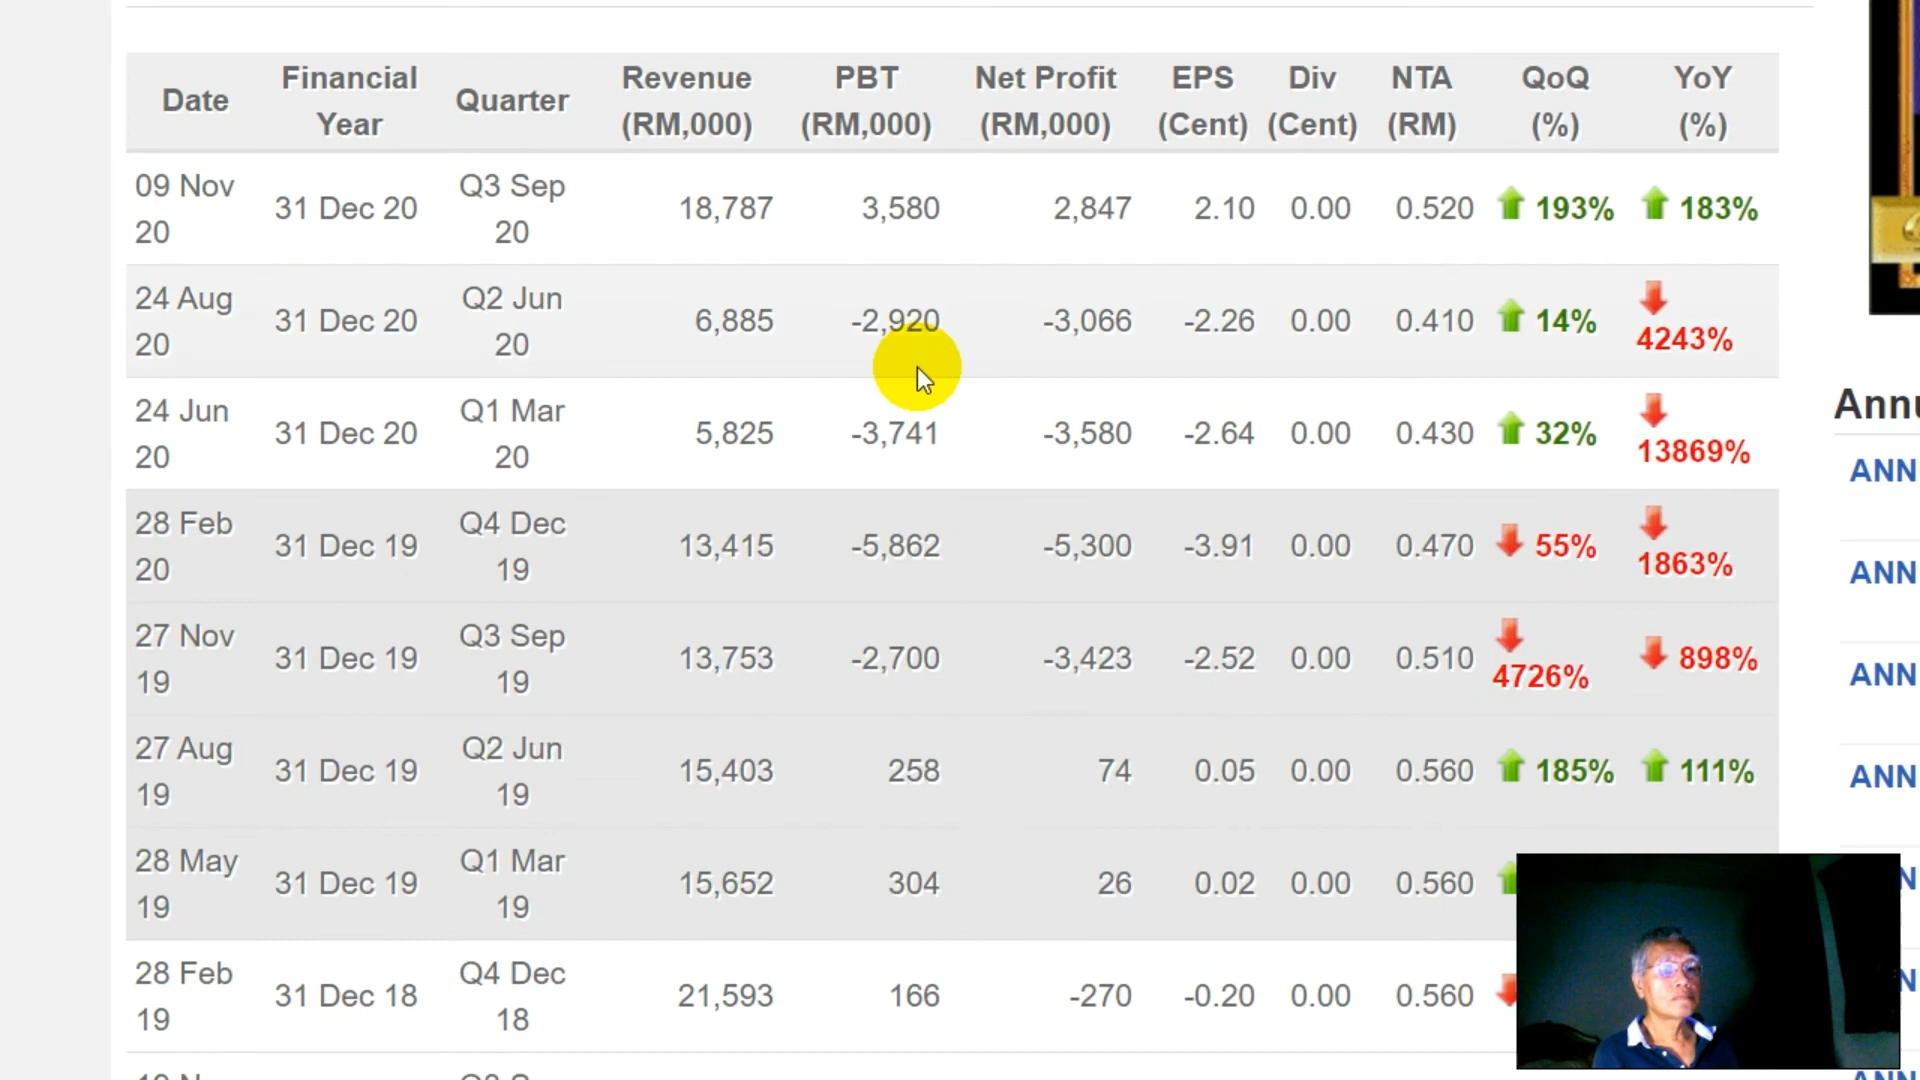 Date Financial Year Quarter Revenue (RM,000) PBT (RM,000) Net Profit (RM,000) EPS (Cent) Div (Cent) NTA (RM) QoQ (%) YoY (%)
09 Nov 20 31 Dec 20 Q3 Sep 20 18,787 3,580 2,847 2.10 0.00 0.520 193% 183%
24 Aug 20 31 Dec 20 Q2 Jun 20 6,885 -2,920 -3,066 -2.26 0.00 0.410 14% 4243%
24 Jun 20 31 Dec 20 Q1 Mar 20 5,825 -3,741 -3,580 -2.64 0.00 0.430 32% 13869%
28 Feb 20 31 Dec 19 Q4 Dec 19 13,415 -5,862 -5,300 -3.91 0.00 0.470 55% 1863%
27 Nov 19 31 Dec 19 Q3 Sep 19 13,753 -2,700 -3,423 -2.52 0.00 0.510 4726% 898%
27 Aug 19 31 Dec 19 Q2 Jun 19 15,403 258 74 0.05 0.00 0.560 185% 111%
28 May 19 31 Dec 19 Q1 Mar 19 15,652 304 26 0.02 0.00 0.560
28 Feb 19 31 Dec 18 Q4 Dec 18 21,593 166 -270 -0.20 0.00 0.560
Annu
ANN
ANN
ANN
ANN